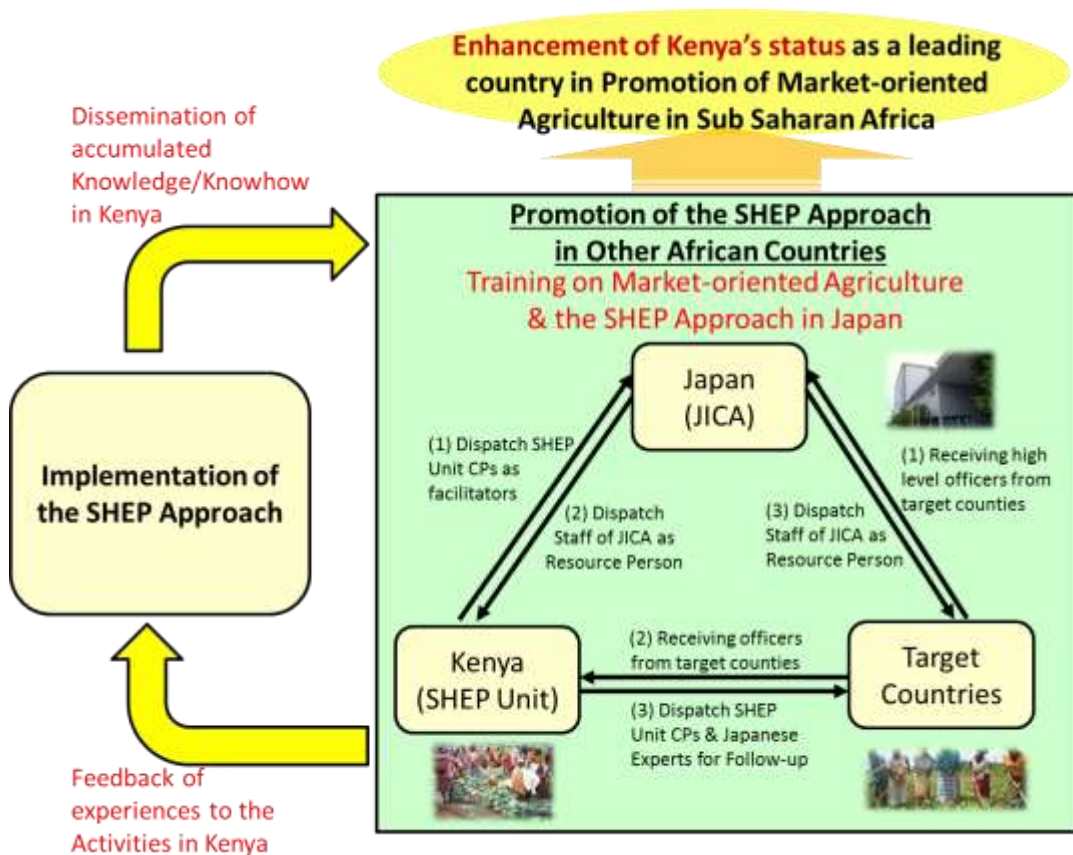 Enhancement of Kenya's status as a leading
country in Promotion of Market-oriented
Agriculture in Sub Saharan Africa
Dissemination of
accumulated
Knowledge/Knowhow
in Kenya
Promotion of the SHEP Approach
in Other African Countries
Training on Market-oriented Agriculture
& the SHEP Approach in Japan
Japan
(JICA)
(1) Dispatch SHEP
Unit CPs as
facilitators
(1) Receiving high
level officers from
target counties
Implementation of
the SHEP Approach
(2) Dispatch
Staff of JICA as
Resource Person
(3) Dispatch
Staff of JICA as
Resource Person
Kenya
(SHEP Unit)
(2) Receiving officers
from target counties
Target
Countries
(3) Dispatch SHEP
Unit CPs & Japanese
Experts for Follow-up
Feedback of
experiences to the
Activities in Kenya